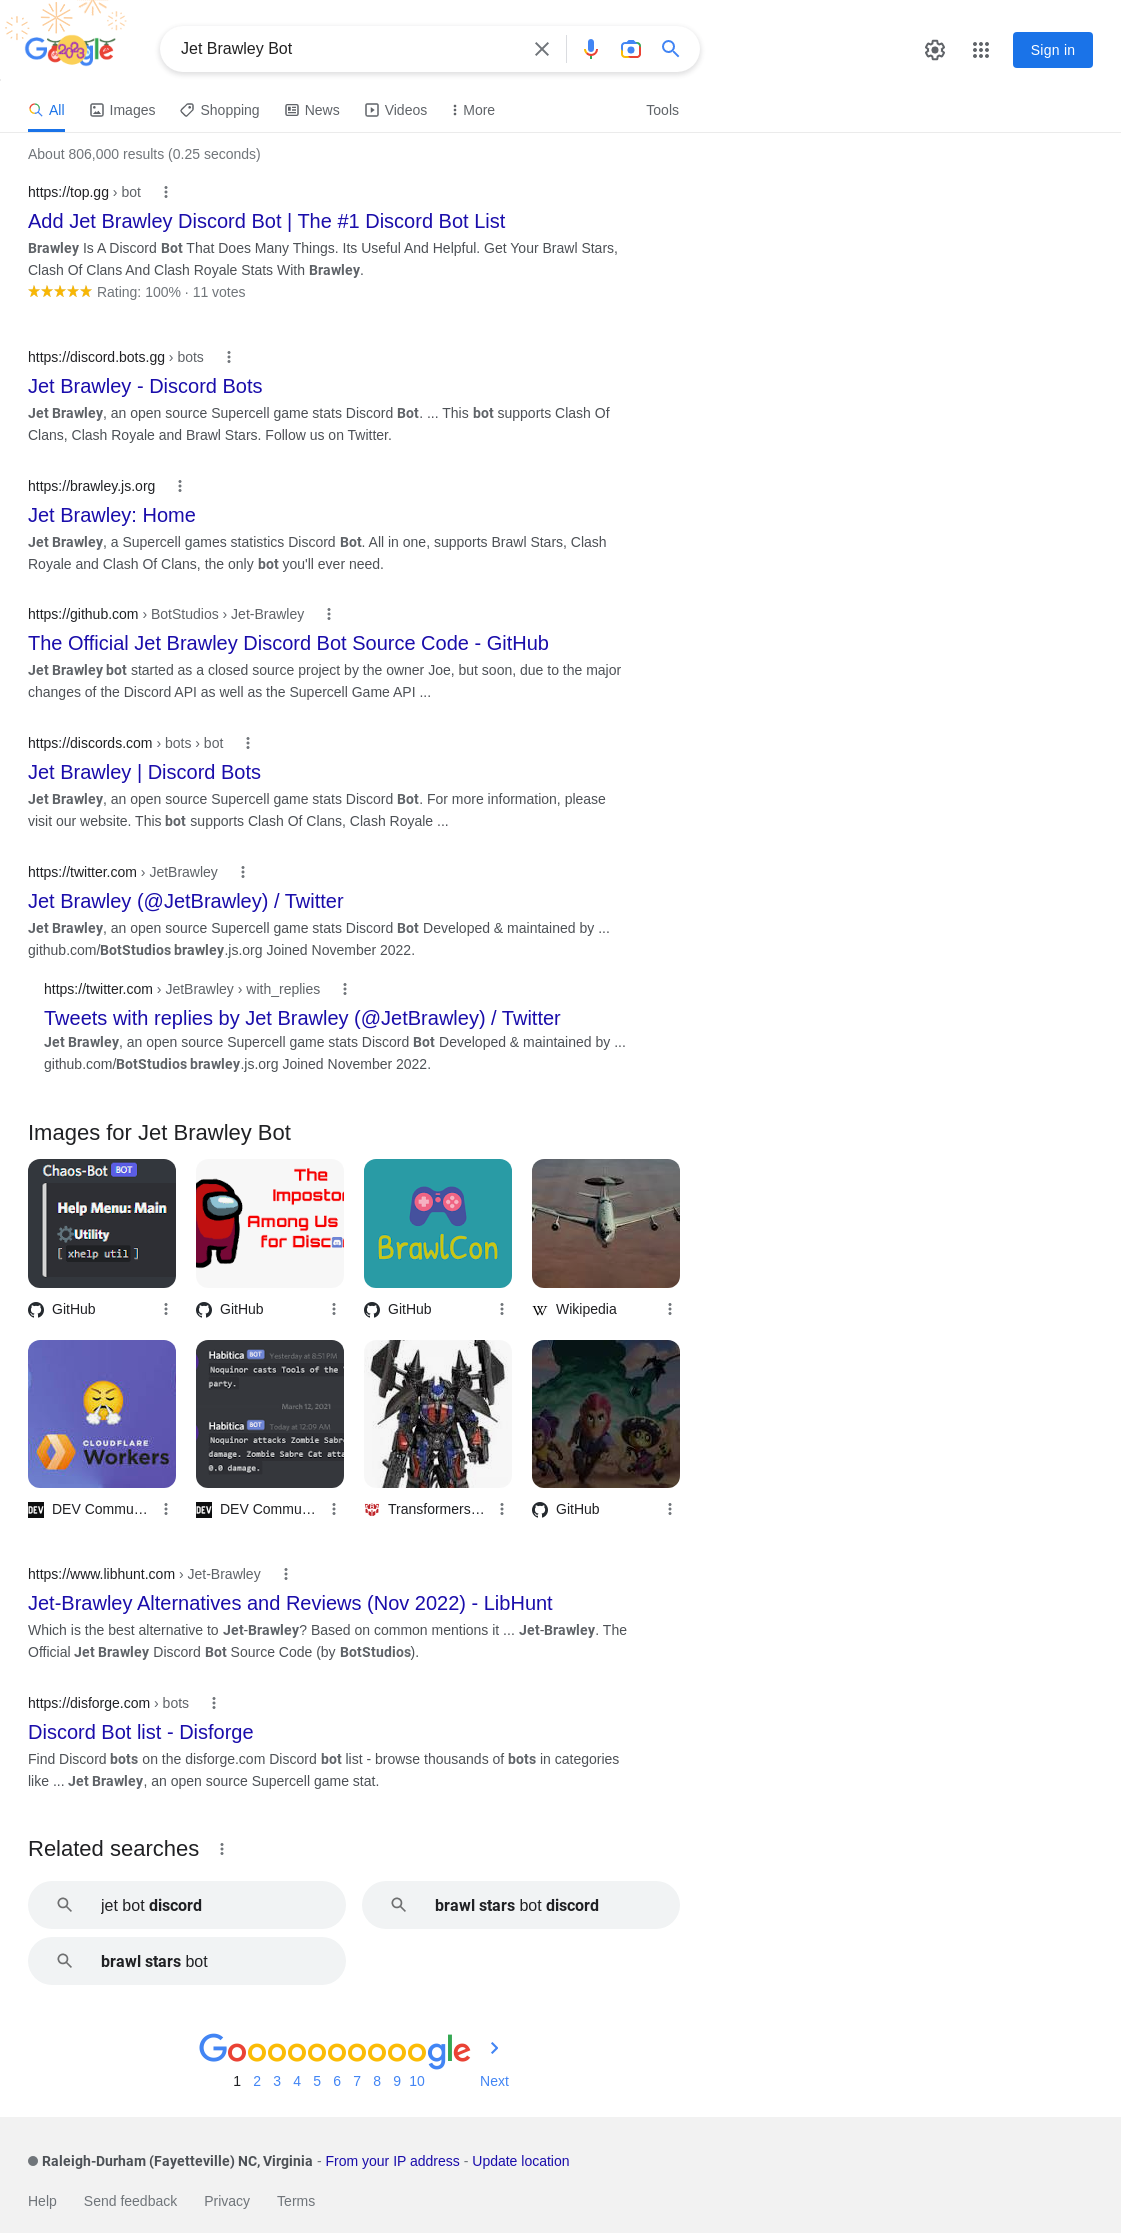 Google
Jet Brawley Bot
Sign in
All
Images
Shopping
News
Videos
More
Tools
About 806,000 results (0.25 seconds)
https://top.gg › bot
Add Jet Brawley Discord Bot | The #1 Discord Bot List
Brawley Is A Discord Bot That Does Many Things. Its Useful And Helpful. Get Your Brawl Stars,
Clash Of Clans And Clash Royale Stats With Brawley.
Rating: 100% · 11 votes
https://discord.bots.gg › bots
Jet Brawley - Discord Bots
Jet Brawley, an open source Supercell game stats Discord Bot. ... This bot supports Clash Of
Clans, Clash Royale and Brawl Stars. Follow us on Twitter.
https://brawley.js.org
Jet Brawley: Home
Jet Brawley, a Supercell games statistics Discord Bot. All in one, supports Brawl Stars, Clash
Royale and Clash Of Clans, the only bot you'll ever need.
https://github.com › BotStudios › Jet-Brawley
The Official Jet Brawley Discord Bot Source Code - GitHub
Jet Brawley bot started as a closed source project by the owner Joe, but soon, due to the major
changes of the Discord API as well as the Supercell Game API ...
https://discords.com › bots › bot
Jet Brawley | Discord Bots
Jet Brawley, an open source Supercell game stats Discord Bot. For more information, please
visit our website. This bot supports Clash Of Clans, Clash Royale ...
https://twitter.com › JetBrawley
Jet Brawley (@JetBrawley) / Twitter
Jet Brawley, an open source Supercell game stats Discord Bot Developed & maintained by ...
github.com/BotStudios brawley.js.org Joined November 2022.
https://twitter.com › JetBrawley › with_replies
Tweets with replies by Jet Brawley (@JetBrawley) / Twitter
Jet Brawley, an open source Supercell game stats Discord Bot Developed & maintained by ...
github.com/BotStudios brawley.js.org Joined November 2022.
Images for Jet Brawley Bot
Chaos-Bot BOT
Help Menu: Main
Utility
[ xhelp util ]
The
Impostor
Among Us
for Disco
BrawlCon
GitHub
GitHub
GitHub
W Wikipedia
CLOUDFLARE
Workers
Habitica BOT Yesterday at 8:51 PM
Noquinor casts Tools of the
party.
March 12, 2021
Habitica BOT Today at 12:09 AM
Noquinor attacks Zombie Sabre
damage. Zombie Sabre Cat atta
0.0 damage.
DEV DEV Commu...
DEV DEV Commu...
Transformers...
GitHub
https://www.libhunt.com › Jet-Brawley
Jet-Brawley Alternatives and Reviews (Nov 2022) - LibHunt
Which is the best alternative to Jet-Brawley? Based on common mentions it ... Jet-Brawley. The
Official Jet Brawley Discord Bot Source Code (by BotStudios).
https://disforge.com › bots
Discord Bot list - Disforge
Find Discord bots on the disforge.com Discord bot list - browse thousands of bots in categories
like ... Jet Brawley, an open source Supercell game stat.
Related searches
jet bot discord
brawl stars bot discord
brawl stars bot
Goooooooooogle
1 2 3 4 5 6 7 8 9 10 Next
Raleigh-Durham (Fayetteville) NC, Virginia - From your IP address - Update location
Help Send feedback Privacy Terms